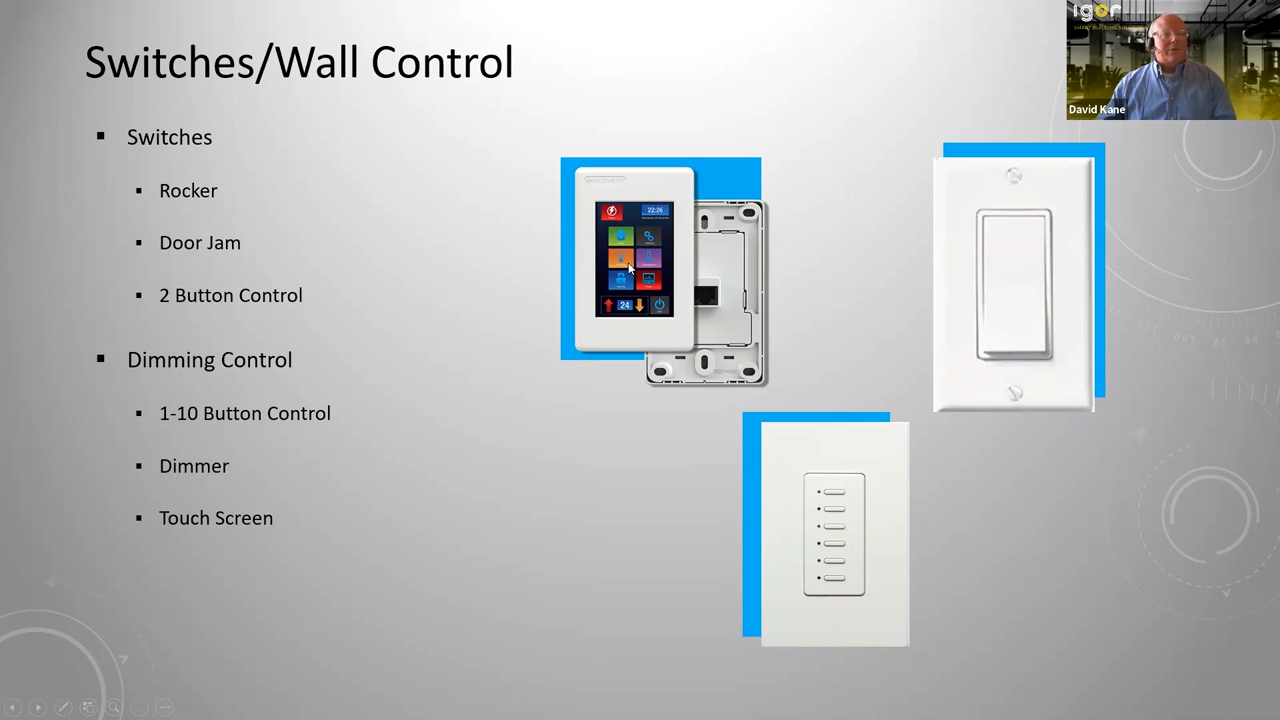 Switches/Wall Control
Switches
Rocker
Door Jam
2 Button Control
Dimming Control
1-10 Button Control
Dimmer
Touch Screen
22:26
24
igor
David Kane